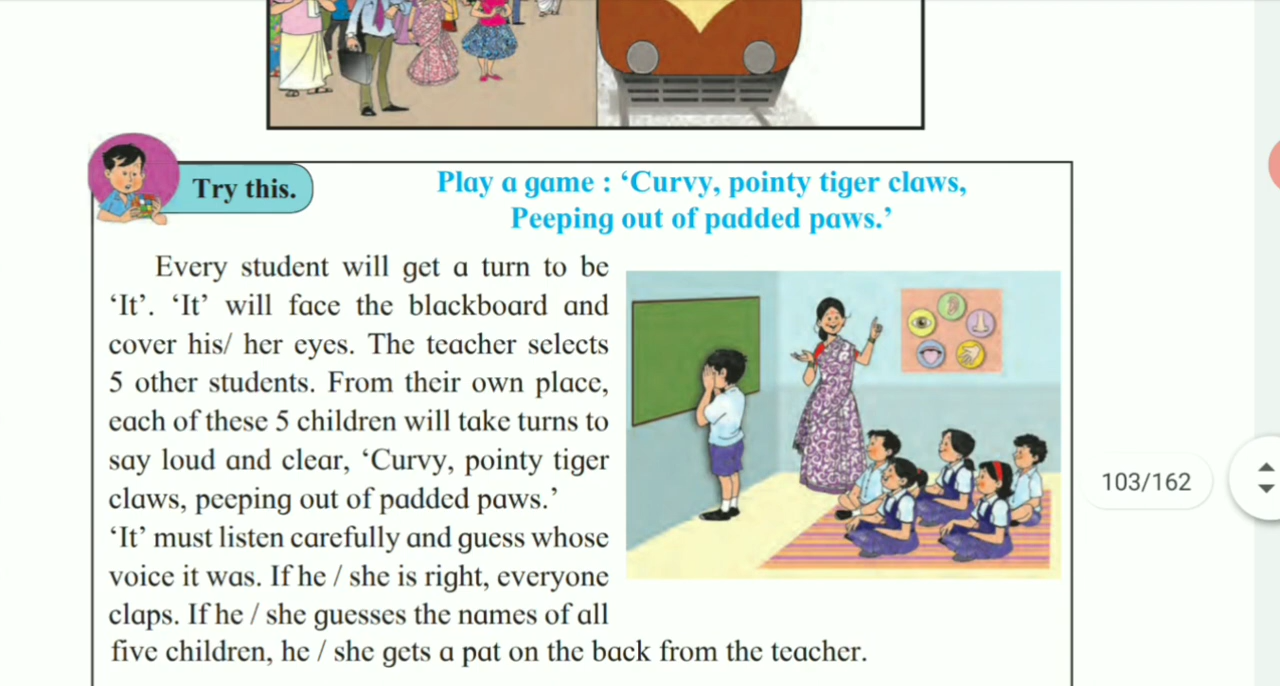 Try this.
Play a game : ‘Curvy, pointy tiger claws,
Peeping out of padded paws.’
Every student will get a turn to be
‘It’. ‘It’ will face the blackboard and
cover his/ her eyes. The teacher selects
5 other students. From their own place,
each of these 5 children will take turns to
say loud and clear, ‘Curvy, pointy tiger
claws, peeping out of padded paws.’
‘It’ must listen carefully and guess whose
voice it was. If he / she is right, everyone
claps. If he / she guesses the names of all
five children, he / she gets a pat on the back from the teacher.
103/162